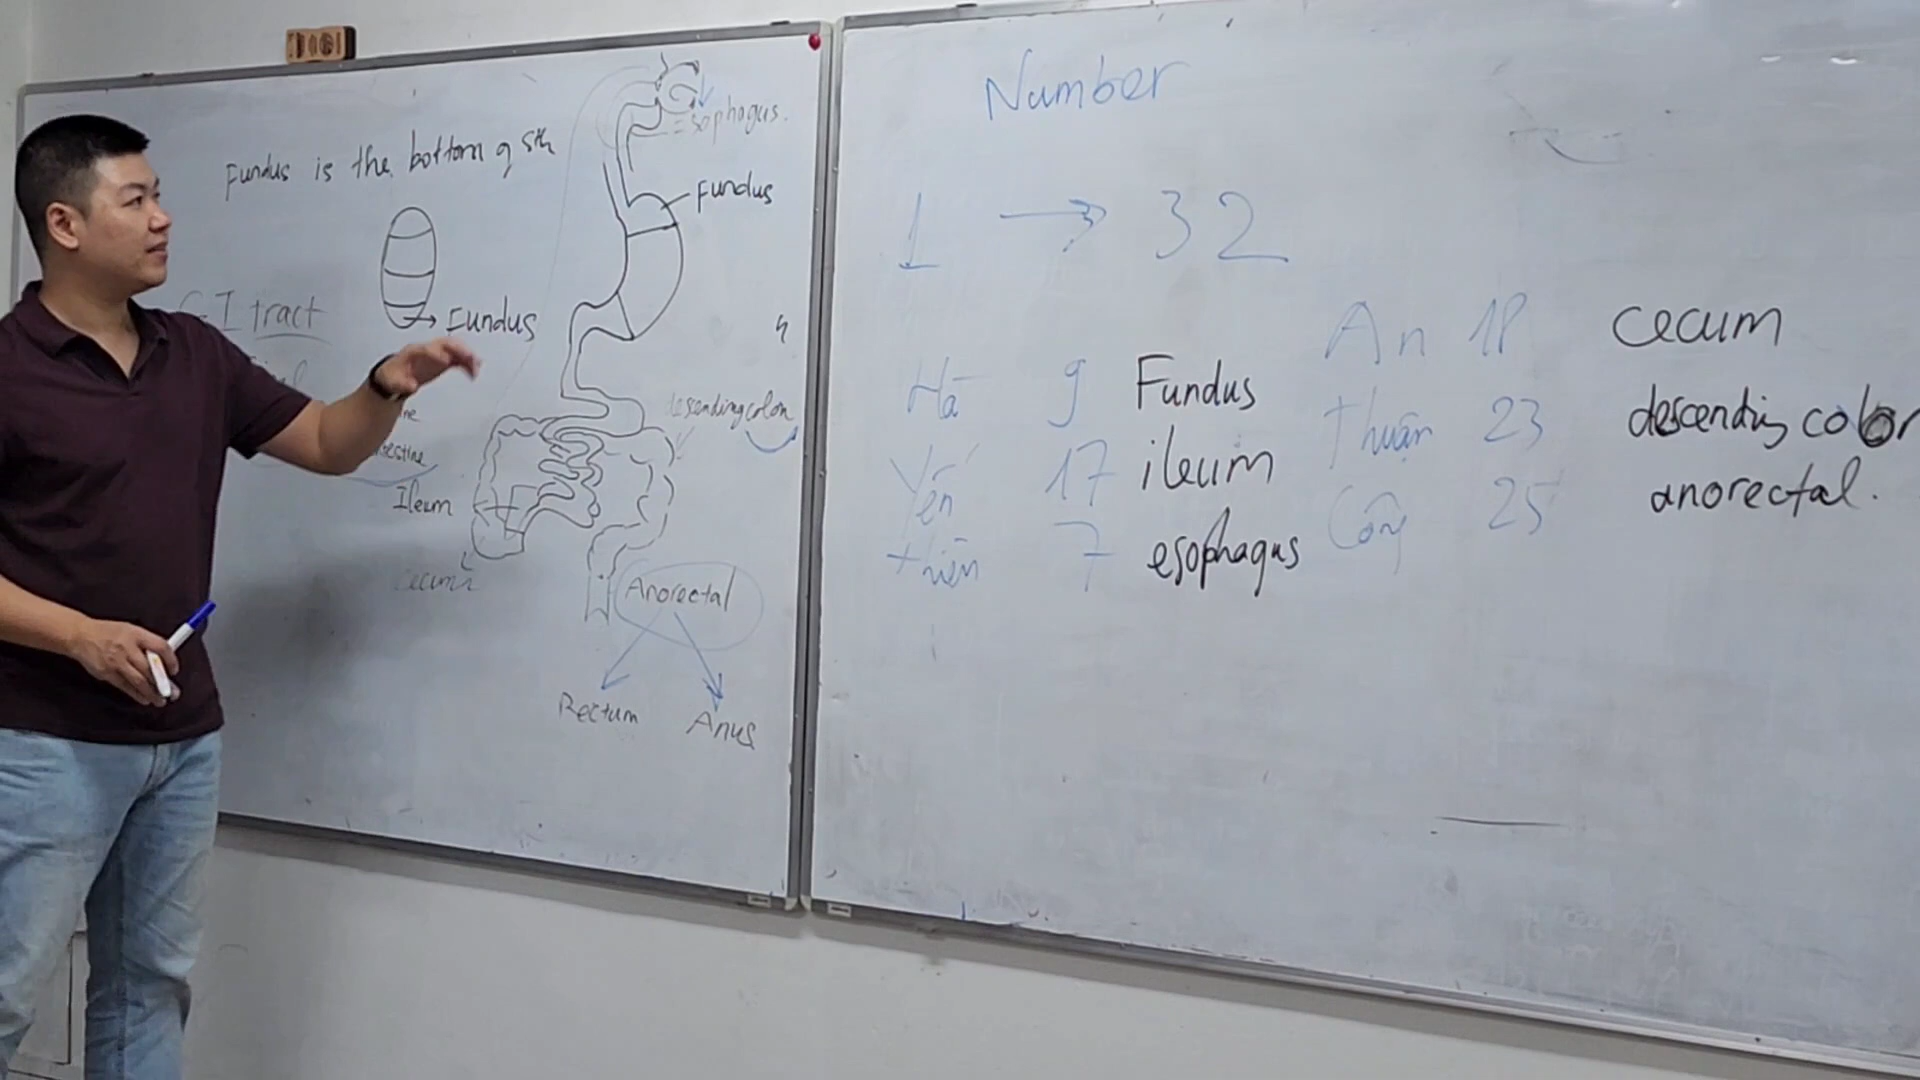 Fundus is the bottom of sth
esophagus.
Fundus
Fundus
G-I tract
descending colon
Ileum
cecum
Anorectal
Rectum
Anus
Number
1 → 32
Hà 9 Fundus
Yến 17 ileum
Thiên 7 esophagus
An 18 cecum
Thuận 23 descending colon
Công 25 anorectal.